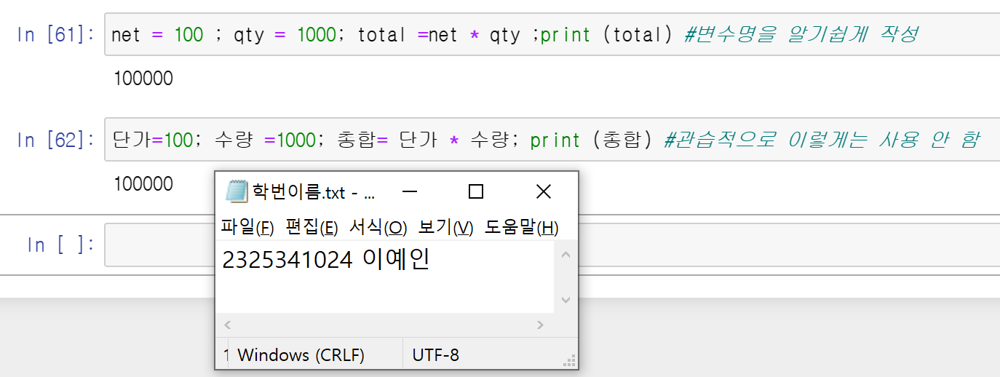 In [61]: net = 100 ; qty = 1000; total =net * qty ;print (total) #변수명을 알기쉽게 작성
100000
In [62]: 단가=100; 수량 =1000; 총합= 단가 * 수량; print (총합) #관습적으로 이렇게는 사용 안 함
100000
학번이름.txt - ...
파일(F) 편집(E) 서식(O) 보기(V) 도움말(H)
In [ ]:
2325341024 이예인
1 Windows (CRLF) UTF-8